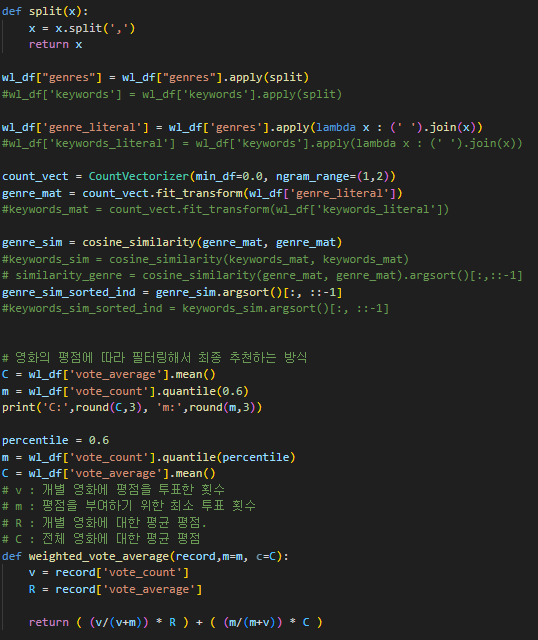 def split(x):
    x = x.split(',')
    return x
wl_df["genres"] = wl_df["genres"].apply(split)
#wl_df['keywords'] = wl_df['keywords'].apply(split)
wl_df['genre_literal'] = wl_df['genres'].apply(lambda x : (' ').join(x))
#wl_df['keywords_literal'] = wl_df['keywords'].apply(lambda x : (' ').join(x))
count_vect = CountVectorizer(min_df=0.0, ngram_range=(1,2))
genre_mat = count_vect.fit_transform(wl_df['genre_literal'])
#keywords_mat = count_vect.fit_transform(wl_df['keywords_literal'])
genre_sim = cosine_similarity(genre_mat, genre_mat)
#keywords_sim = cosine_similarity(keywords_mat, keywords_mat)
# similarity_genre = cosine_similarity(genre_mat, genre_mat).argsort()[:,::-1]
genre_sim_sorted_ind = genre_sim.argsort()[:, ::-1]
#keywords_sim_sorted_ind = keywords_sim.argsort()[:, ::-1]
# 영화의 평점에 따라 필터링해서 최종 추천하는 방식
C = wl_df['vote_average'].mean()
m = wl_df['vote_count'].quantile(0.6)
print('C:',round(C,3), 'm:',round(m,3))
percentile = 0.6
m = wl_df['vote_count'].quantile(percentile)
C = wl_df['vote_average'].mean()
# v : 개별 영화에 평점을 투표한 횟수
# m : 평점을 부여하기 위한 최소 투표 횟수
# R : 개별 영화에 대한 평균 평점.
# C : 전체 영화에 대한 평균 평점
def weighted_vote_average(record,m=m, c=C):
    v = record['vote_count']
    R = record['vote_average']
    return ( (v/(v+m)) * R ) + ( (m/(m+v)) * C )